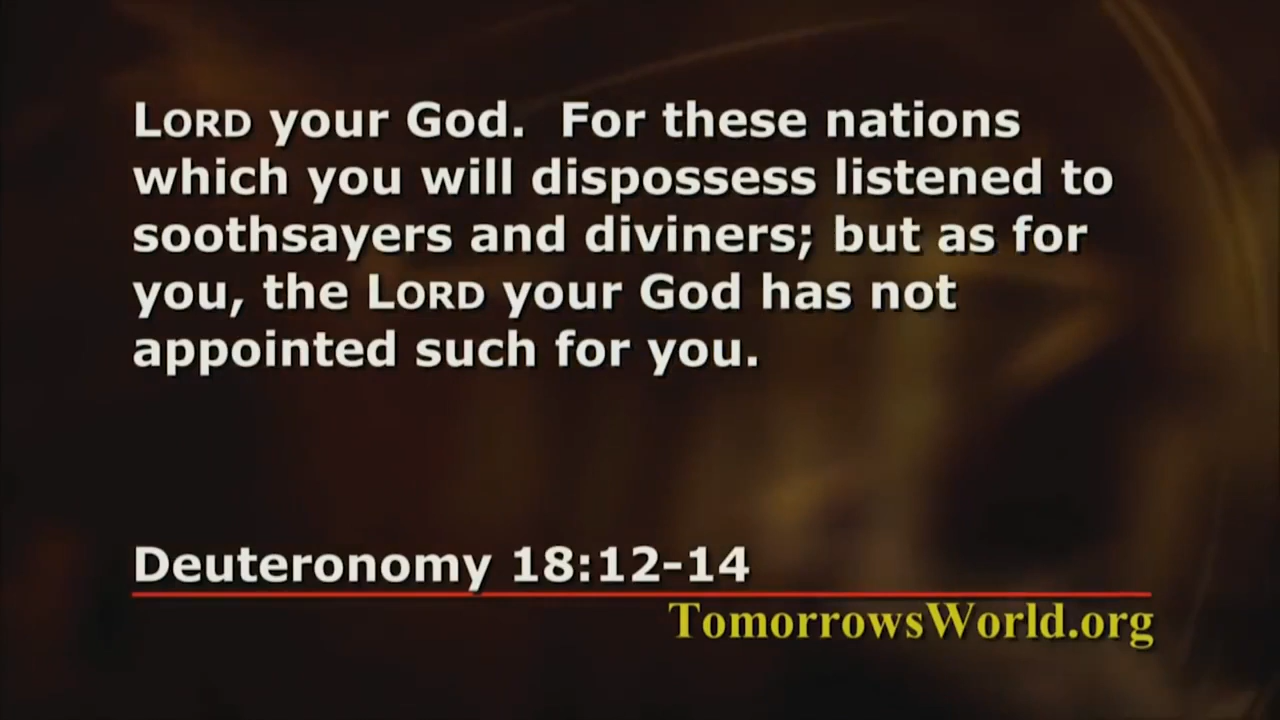 LORD your God.  For these nations
which you will dispossess listened to
soothsayers and diviners; but as for
you, the LORD your God has not
appointed such for you.
Deuteronomy 18:12-14
TomorrowsWorld.org